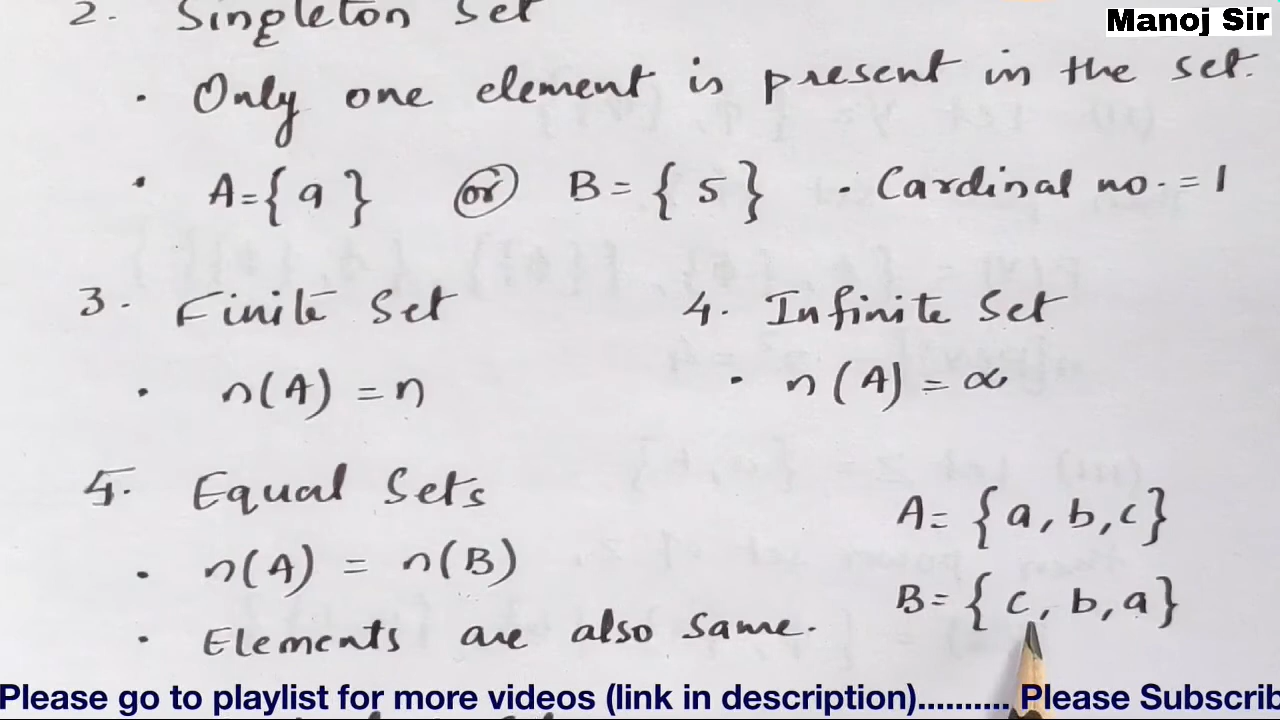 Manoj Sir
2. Singleton Set
• Only one element is present in the set.
• A={a} or B={5} • Cardinal no.=1
3. Finite Set
4. Infinite Set
• n(A)=n
• n(A)=∞
5. Equal Sets
• n(A) = n(B)
• Elements are also same.
A={a,b,c}
B={c,b,a}
Please go to playlist for more videos (link in description).......... Please Subscrib